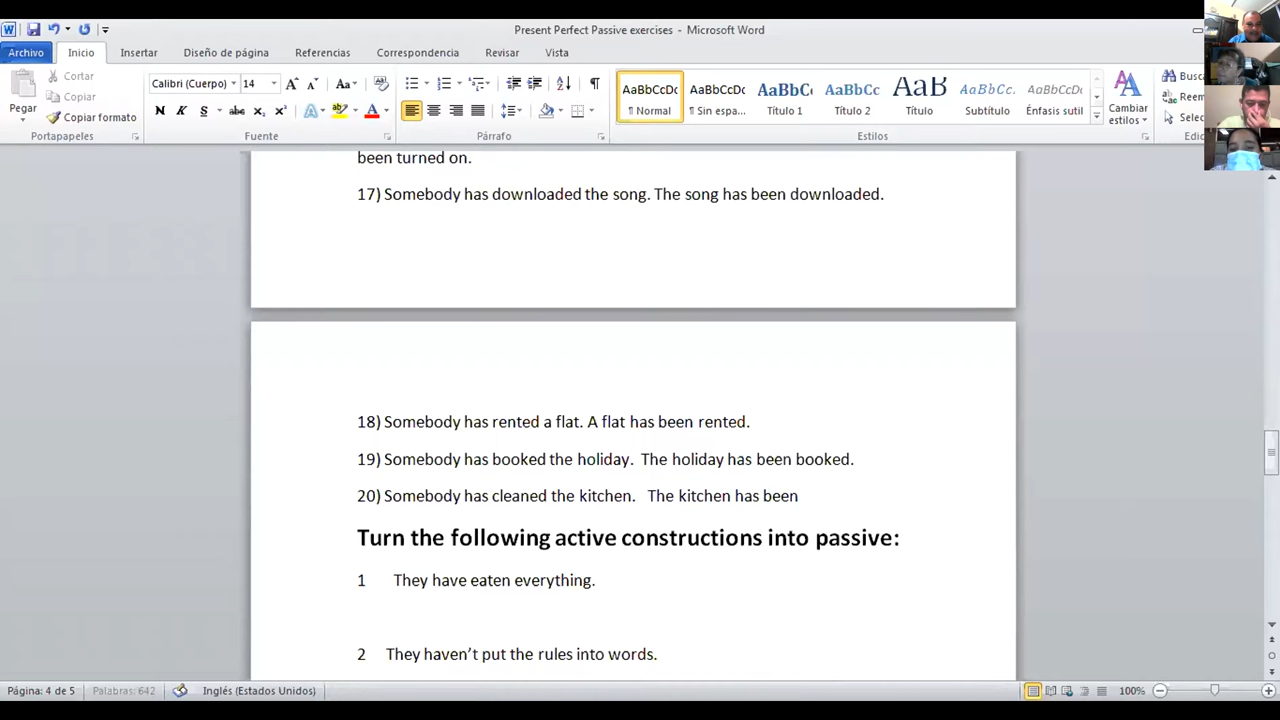 Present Perfect Passive exercises - Microsoft Word
Archivo Inicio Insertar Diseño de página Referencias Correspondencia Revisar Vista
Cortar
Copiar
Copiar formato
Pegar
Portapapeles
Calibri (Cuerpo) 14
N K S abc x₂ x²
Fuente
Párrafo
AaBbCcDc AaBbCcDc AaBbC AaBbCc AaB AaBbCc. AaBbCcDc
¶ Normal ¶ Sin espa... Título 1 Título 2 Título Subtítulo Énfasis sutil
Cambiar estilos
Estilos
been turned on.
17) Somebody has downloaded the song. The song has been downloaded.
18) Somebody has rented a flat. A flat has been rented.
19) Somebody has booked the holiday. The holiday has been booked.
20) Somebody has cleaned the kitchen. The kitchen has been
Turn the following active constructions into passive:
1 They have eaten everything.
2 They haven’t put the rules into words.
Página: 4 de 5 Palabras: 642 Inglés (Estados Unidos) 100%